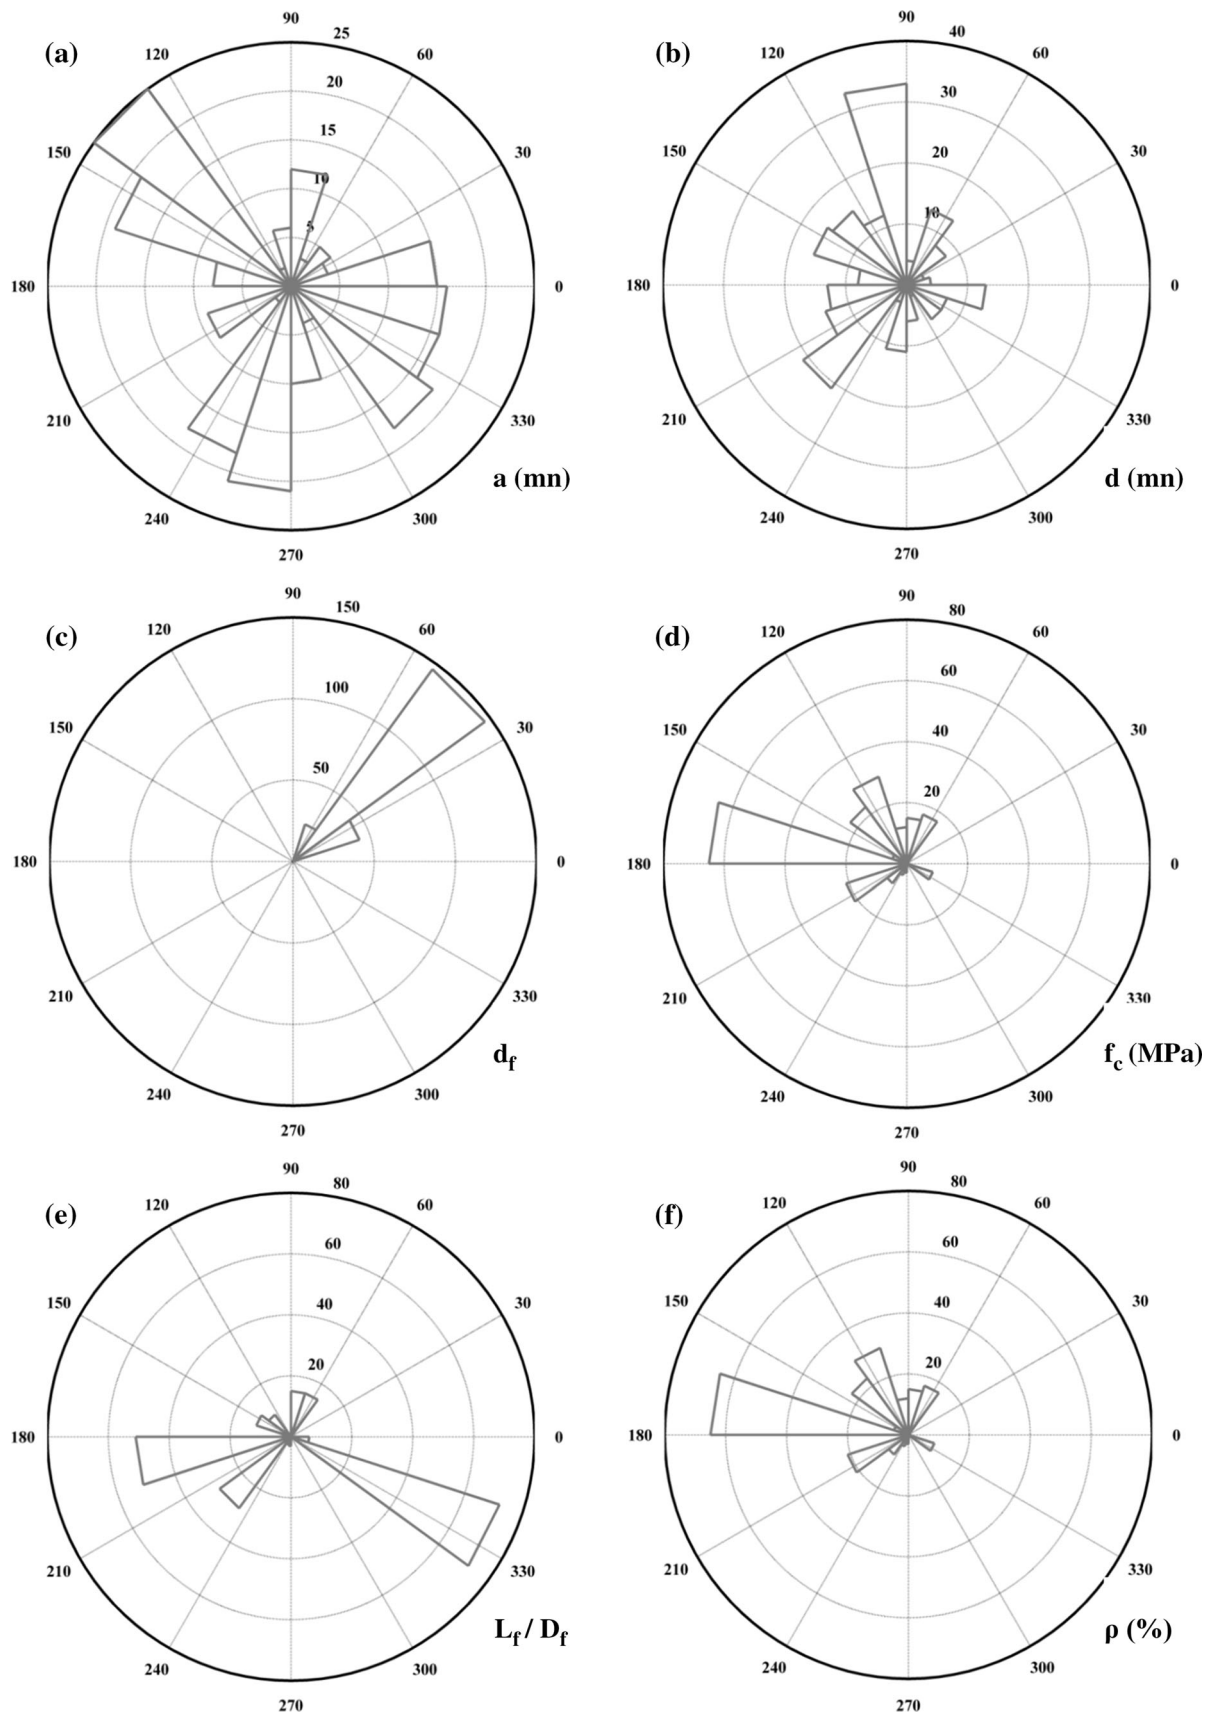 90 90
25 40
(a) (b)
120 60 120 60
20 30
15
150 30 150 20 30
10
5 10
180 0 180 0
210 330 210 330
a (mn) d (mn)
240 300 240 300
270 270
90 90
150 80
(c) 120 60 (d) 120 60
100 60
150 30 150 40 30
50 20
180 0 180 0
210 330 210 330
df fc (MPa)
240 300 240 300
270 270
90 90
80 80
(e) 120 60 (f) 120 60
60 60
150 40 30 150 40 30
20 20
180 0 180 0
210 330 210 330
Lf / Df ρ (%)
240 300 240 300
270 270